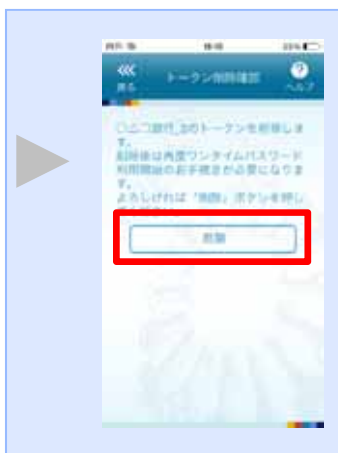 戻る
トークン削除確認
ヘルプ
のトークンを削除しま
す。
削除後は再度ワンタイムパスワード
利用開始のお手続きが必要になりま
す。
よろしければ「削除」ボタンを押し
てください。
削除